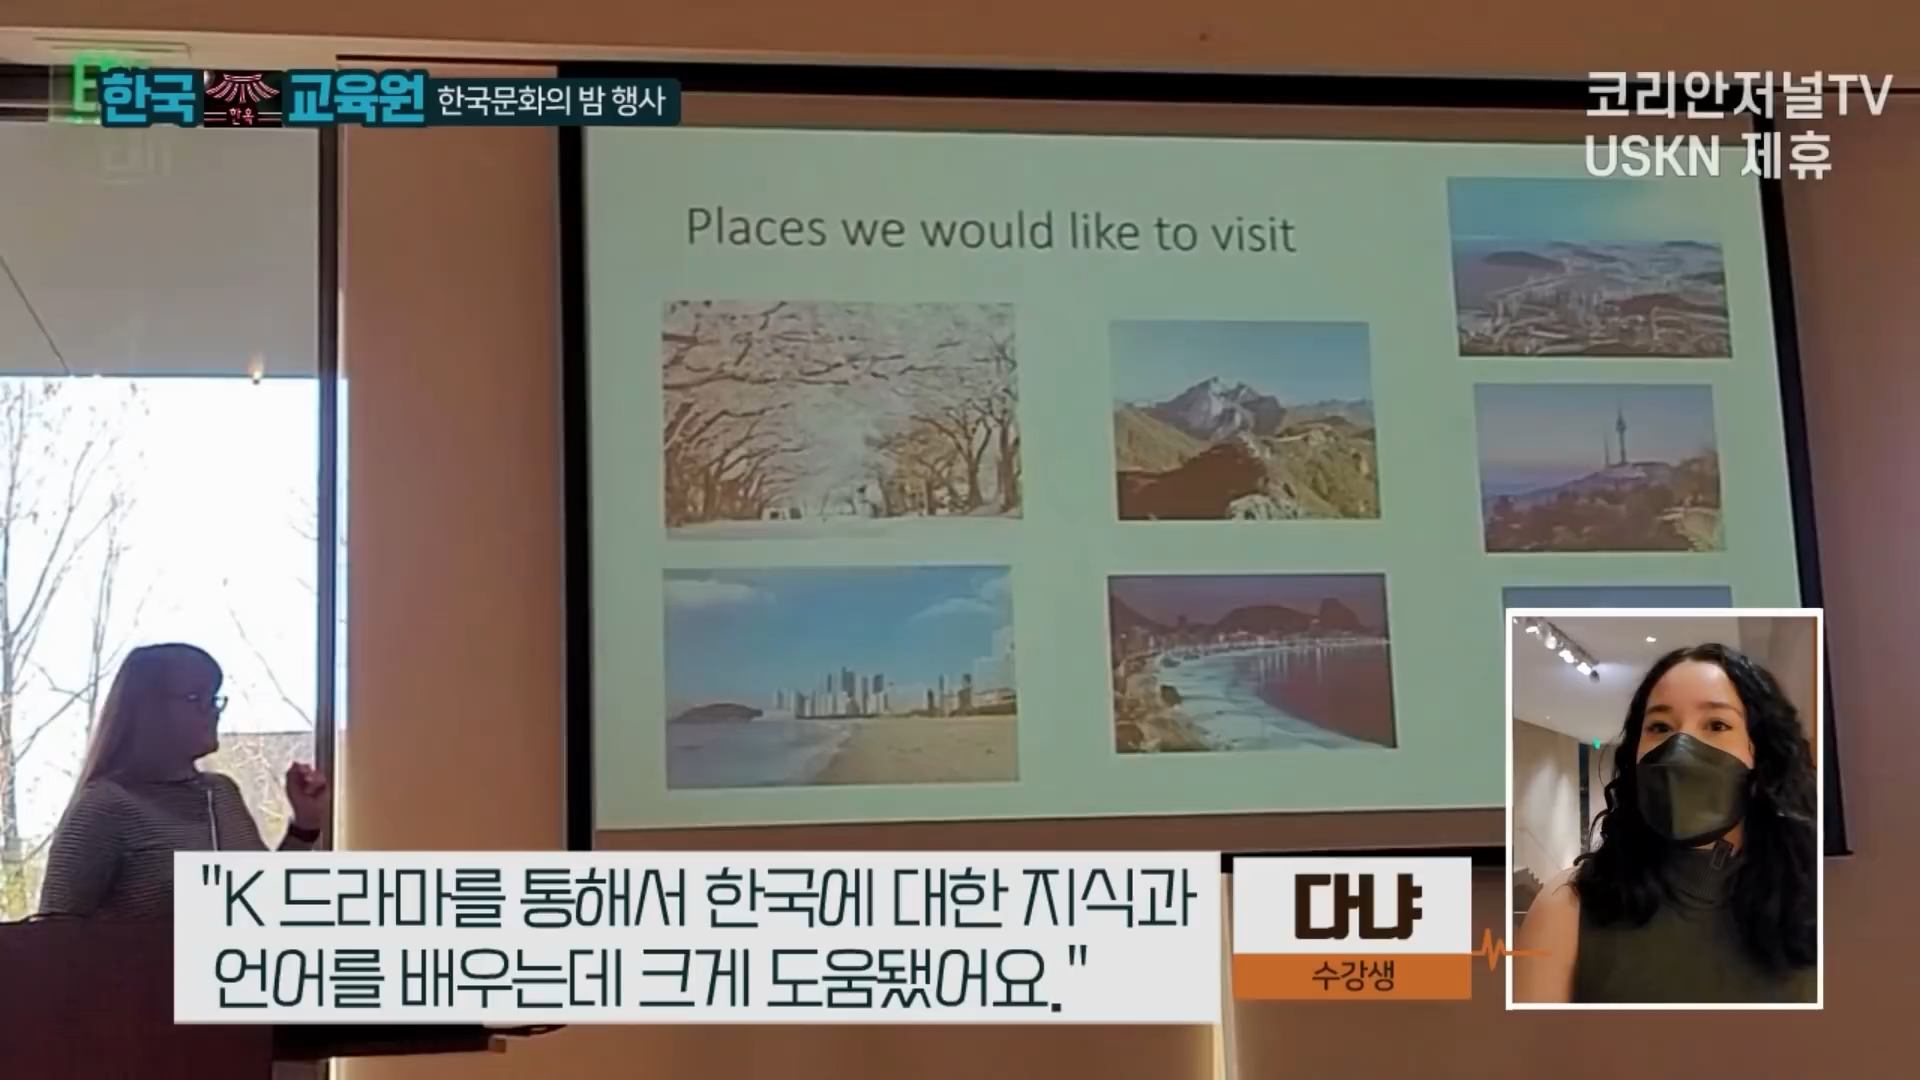 한국 한옥 교육원 한국문화의 밤 행사
코리안저널TV
USKN 제휴
Places we would like to visit
"K 드라마를 통해서 한국에 대한 지식과
언어를 배우는데 크게 도움됐어요."
다냐
수강생